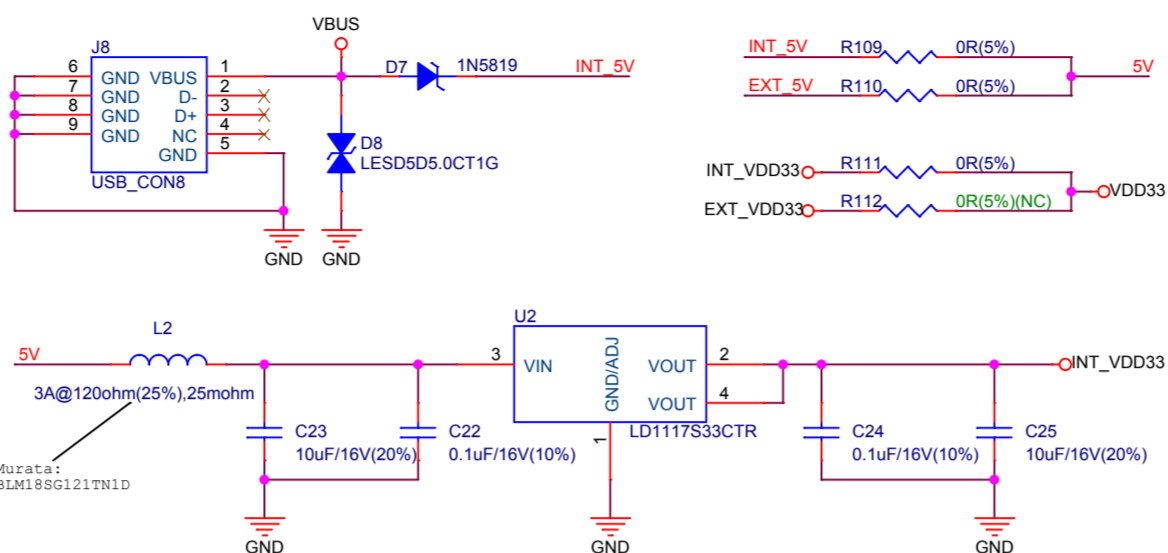 VBUS
J8
6 GND VBUS 1
7 GND D- 2
8 GND D+ 3
9 GND NC 4
GND 5
USB_CON8
D7 1N5819 INT_5V
D8
LESD5D5.0CT1G
GND GND
INT_5V R109 0R(5%)
5V
EXT_5V R110 0R(5%)
INT_VDD33 R111 0R(5%)
VDD33
EXT_VDD33 R112 0R(5%)(NC)
5V L2
3A@120ohm(25%),25mohm
Murata:
BLM18SG121TN1D
C23
10uF/16V(20%)
C22
0.1uF/16V(10%)
GND
U2
3 VIN GND/ADJ VOUT 2
VOUT 4
1
LD1117S33CTR
GND
INT_VDD33
C24
0.1uF/16V(10%)
C25
10uF/16V(20%)
GND